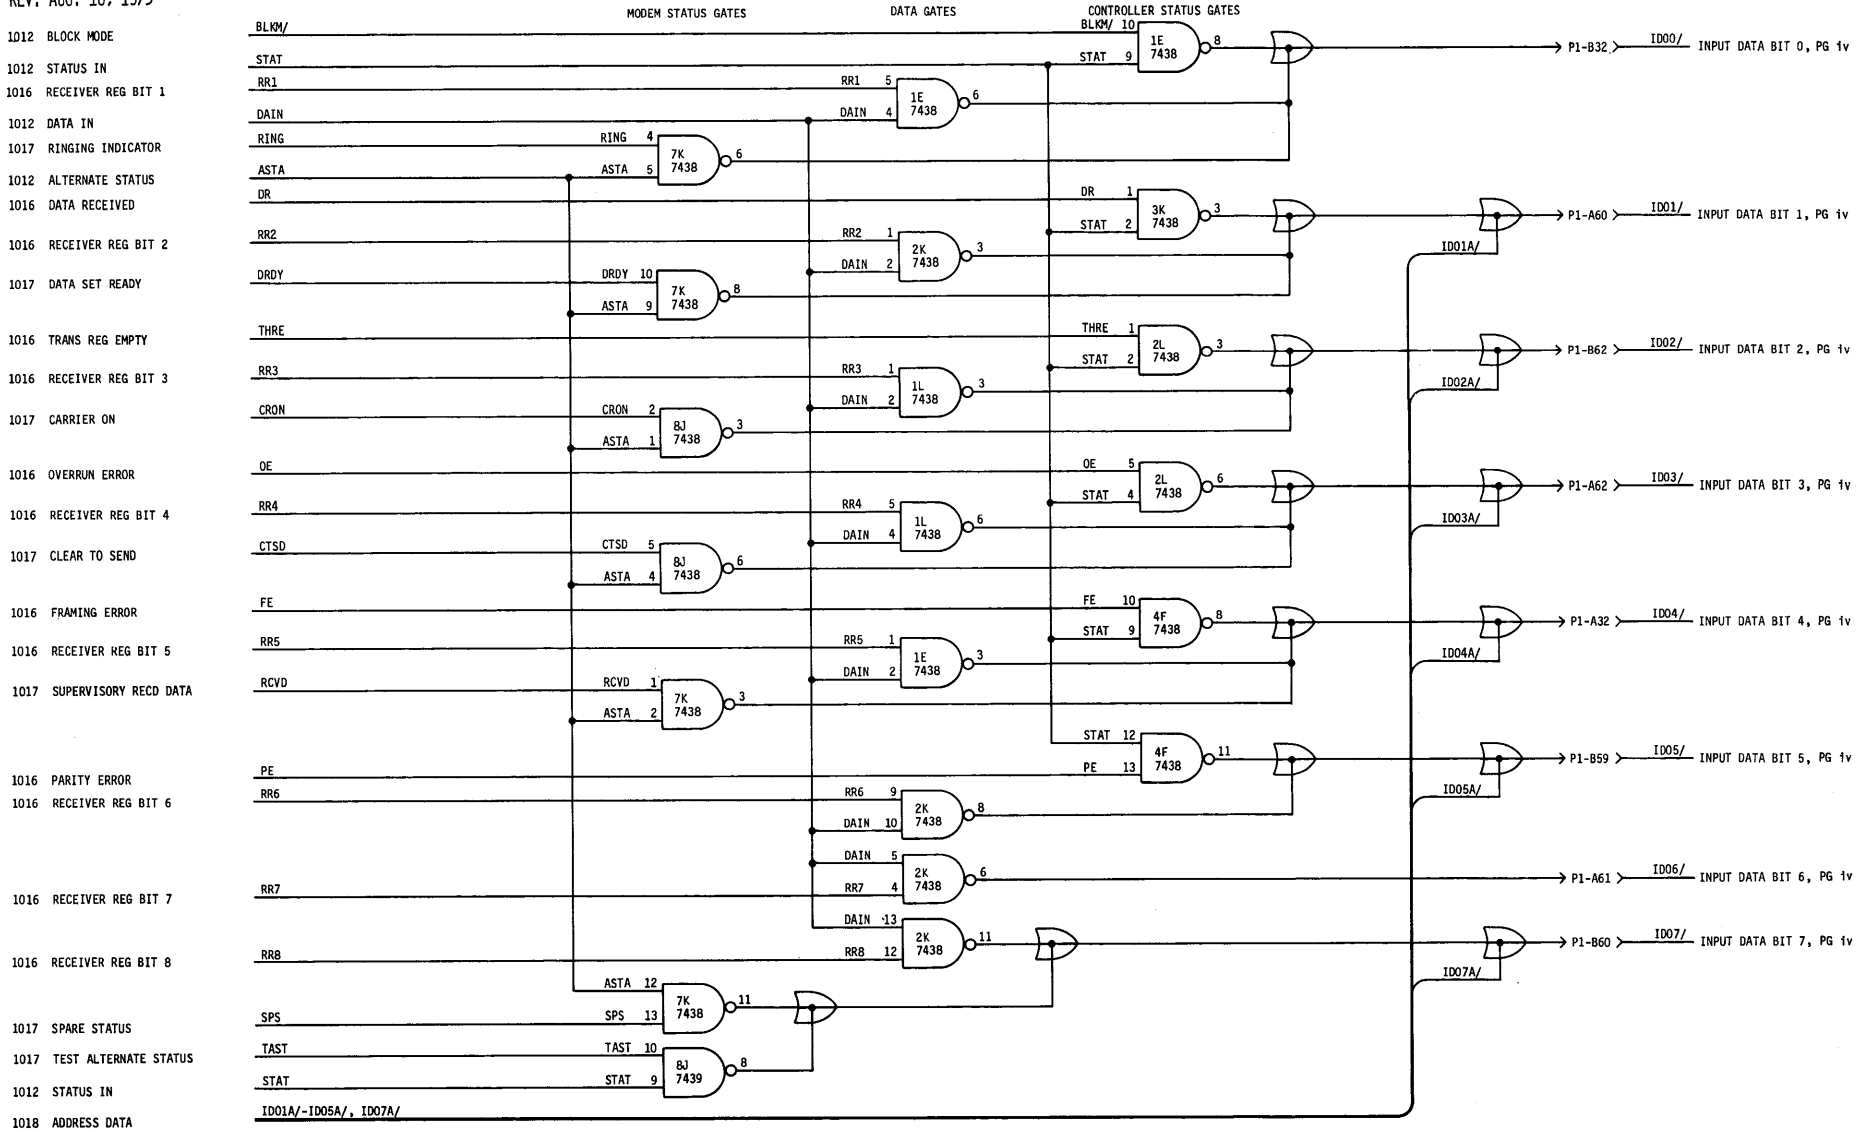 REV. AUG. 10, 1979
MODEM STATUS GATES DATA GATES CONTROLLER STATUS GATES
1012 BLOCK MODE BLKM/ BLKM/ 10 1E 7438 8 P1-B32 ID00/ INPUT DATA BIT 0, PG iv
1012 STATUS IN STAT STAT 9
1016 RECEIVER REG BIT 1 RR1 RR1 5 1E 7438 6
1012 DATA IN DAIN DAIN 4
1017 RINGING INDICATOR RING RING 4 7K 7438 6
1012 ALTERNATE STATUS ASTA ASTA 5
1016 DATA RECEIVED DR DR 1 3K 7438 3 P1-A60 ID01/ INPUT DATA BIT 1, PG iv
STAT 2
1016 RECEIVER REG BIT 2 RR2 RR2 1 2K 7438 3 ID01A/
DAIN 2
1017 DATA SET READY DRDY DRDY 10 7K 7438 8
ASTA 9
1016 TRANS REG EMPTY THRE THRE 1 2L 7438 3 P1-B62 ID02/ INPUT DATA BIT 2, PG iv
STAT 2
1016 RECEIVER REG BIT 3 RR3 RR3 1 1L 7438 3 ID02A/
DAIN 2
1017 CARRIER ON CRON CRON 2 8J 7438 3
ASTA 1
1016 OVERRUN ERROR OE OE 5 2L 7438 6 P1-A62 ID03/ INPUT DATA BIT 3, PG iv
STAT 4
1016 RECEIVER REG BIT 4 RR4 RR4 5 1L 7438 6 ID03A/
DAIN 4
1017 CLEAR TO SEND CTSD CTSD 5 8J 7438 6
ASTA 4
1016 FRAMING ERROR FE FE 10 4F 7438 8 P1-A32 ID04/ INPUT DATA BIT 4, PG iv
STAT 9
1016 RECEIVER REG BIT 5 RR5 RR5 1 1E 7438 3 ID04A/
DAIN 2
1017 SUPERVISORY RECD DATA RCVD RCVD 1 7K 7438 3
ASTA 2
STAT 12 4F 7438 11 P1-B59 ID05/ INPUT DATA BIT 5, PG iv
1016 PARITY ERROR PE PE 13
1016 RECEIVER REG BIT 6 RR6 RR6 9 2K 7438 8 ID05A/
DAIN 10
DAIN 5 2K 7438 6 P1-A61 ID06/ INPUT DATA BIT 6, PG iv
1016 RECEIVER REG BIT 7 RR7 RR7 4
DAIN 13 2K 7438 11 P1-B60 ID07/ INPUT DATA BIT 7, PG iv
1016 RECEIVER REG BIT 8 RR8 RR8 12 ID07A/
ASTA 12 7K 7438 11
1017 SPARE STATUS SPS SPS 13
1017 TEST ALTERNATE STATUS TAST TAST 10 8J 7439 8
1012 STATUS IN STAT STAT 9
1018 ADDRESS DATA ID01A/-ID05A/, ID07A/